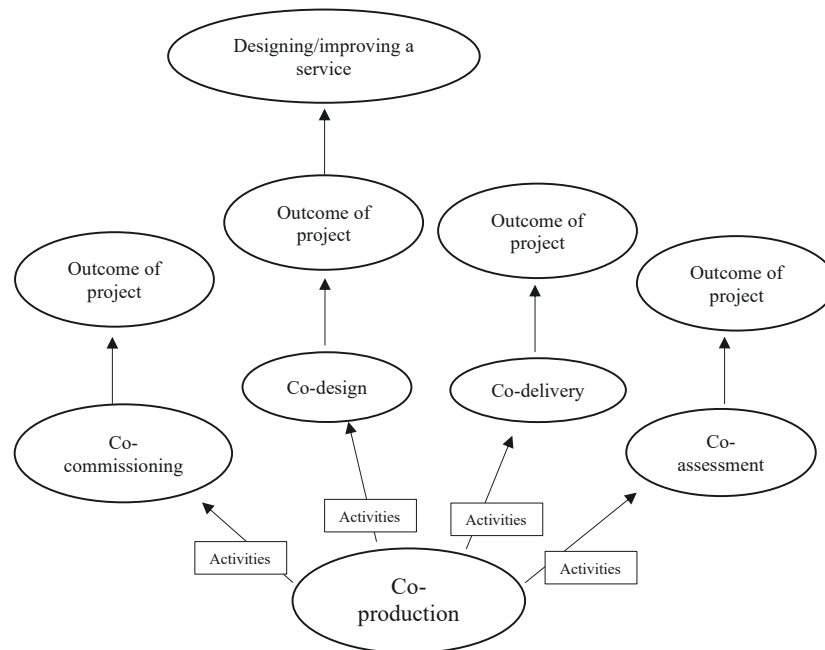 Designing/improving a
service
Outcome of
project
Outcome of
project
Outcome of
project
Outcome of
project
Co-design
Co-delivery
Co-
commissioning
Co-
assessment
Activities
Activities
Activities
Activities
Co-
production